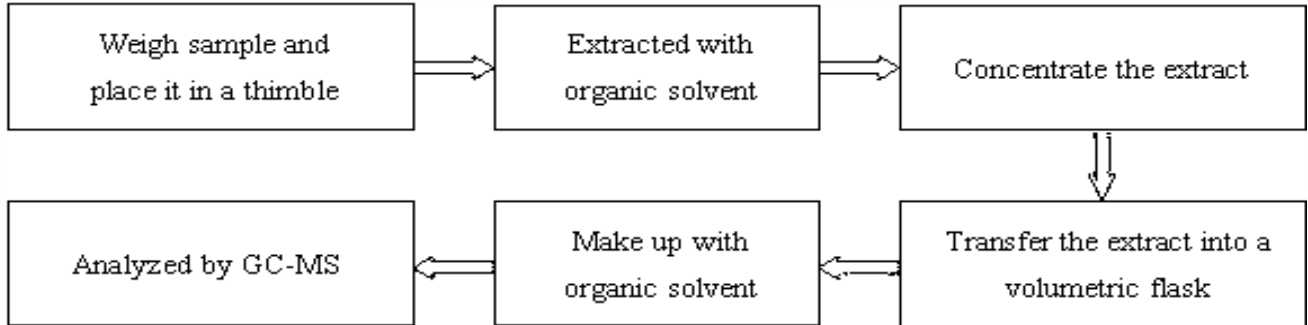 Weigh sample and
place it in a thimble
Extracted with
organic solvent
Concentrate the extract
Transfer the extract into a
volumetric flask
Make up with
organic solvent
Analyzed by GC-MS